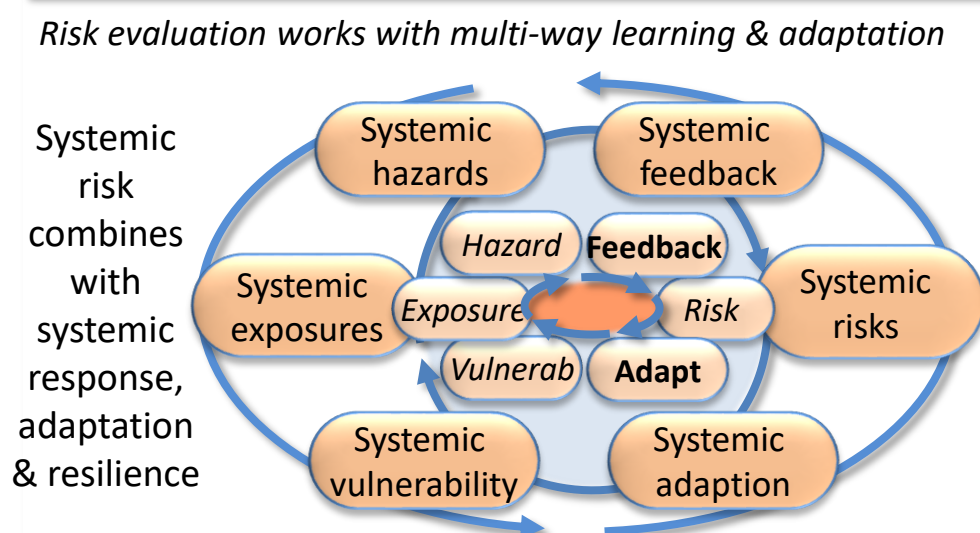 Risk evaluation works with multi-way learning & adaptation
Systemic
risk
combines
with
systemic
response,
adaptation
& resilience
Systemic
hazards
Systemic
feedback
Hazard
Feedback
Systemic
exposures
Exposure
Risk
Systemic
risks
Vulnerab
Adapt
Systemic
vulnerability
Systemic
adaption